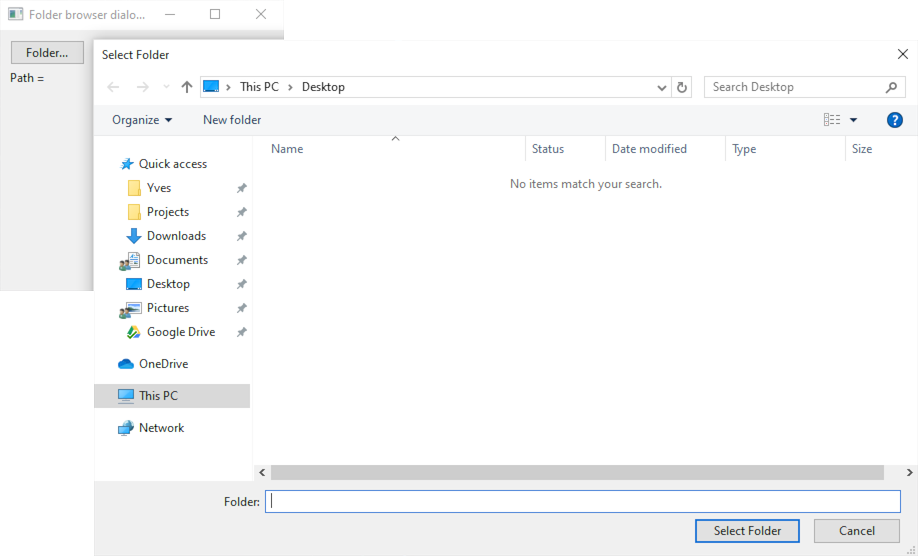 Folder browser dialo...
Folder...
Path =
Select Folder
This PC > Desktop
Search Desktop
Organize
New folder
?
Name
Status
Date modified
Type
Size
No items match your search.
Quick access
Yves
Projects
Downloads
Documents
Desktop
Pictures
Google Drive
OneDrive
This PC
Network
Folder:
Select Folder
Cancel